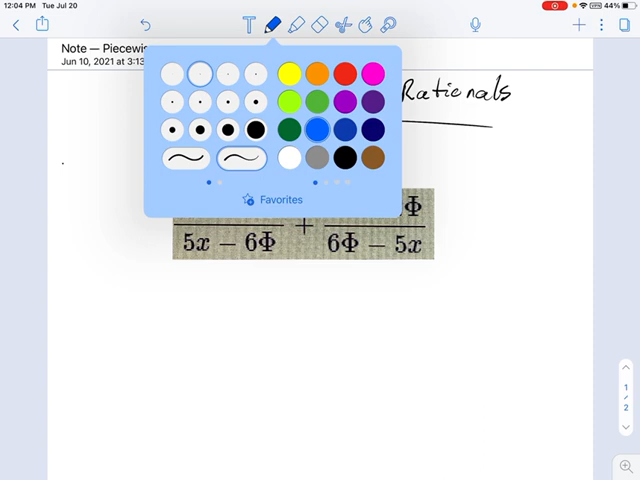 12:04 PM Tue Jul 20
44%
T
Note — Piecewis
Jun 10, 2021 at 3:13
Rationals
Favorites
Φ
5x − 6Φ + 6Φ − 5x
1
/
2